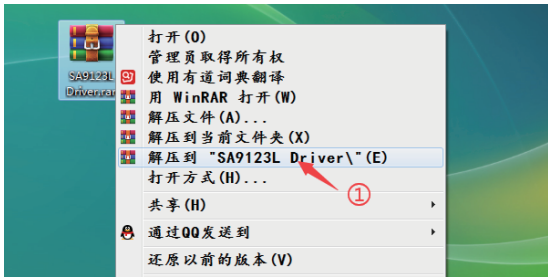 SA9123L
Driver.rar
打开(O)
管理员取得所有权
使用有道词典翻译
用 WinRAR 打开(W)
解压文件(A)...
解压到当前文件夹(X)
解压到 "SA9123L Driver\"(E)
打开方式(H)...
①
共享(H)
通过QQ发送到
还原以前的版本(V)